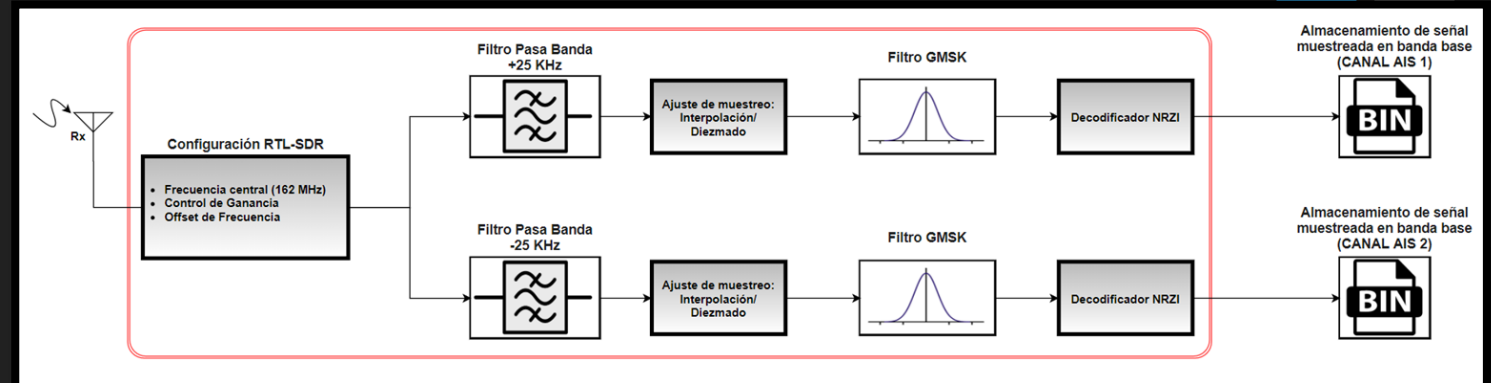 Rx
Configuración RTL-SDR
Frecuencia central (162 MHz)
Control de Ganancia
Offset de Frecuencia
Filtro Pasa Banda
+25 KHz
Ajuste de muestreo:
Interpolación/
Diezmado
Filtro GMSK
Decodificador NRZI
Almacenamiento de señal
muestreada en banda base
(CANAL AIS 1)
BIN
Filtro Pasa Banda
-25 KHz
Ajuste de muestreo:
Interpolación/
Diezmado
Filtro GMSK
Decodificador NRZI
Almacenamiento de señal
muestreada en banda base
(CANAL AIS 2)
BIN